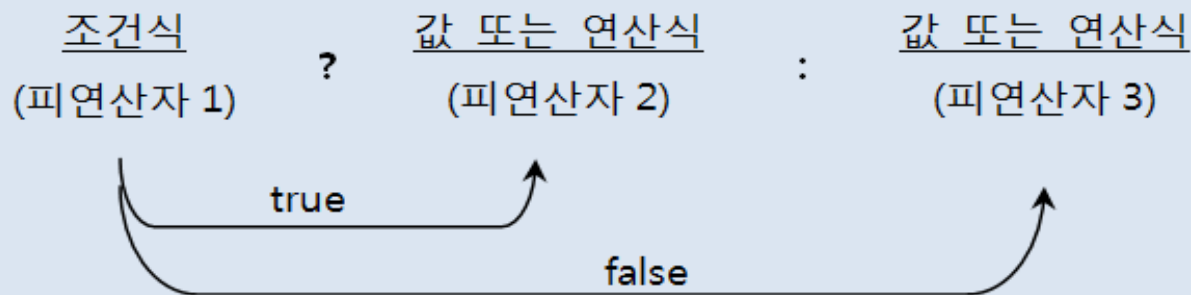 조건식 ? 값 또는 연산식 : 값 또는 연산식
(피연산자 1) (피연산자 2) (피연산자 3)
true
false